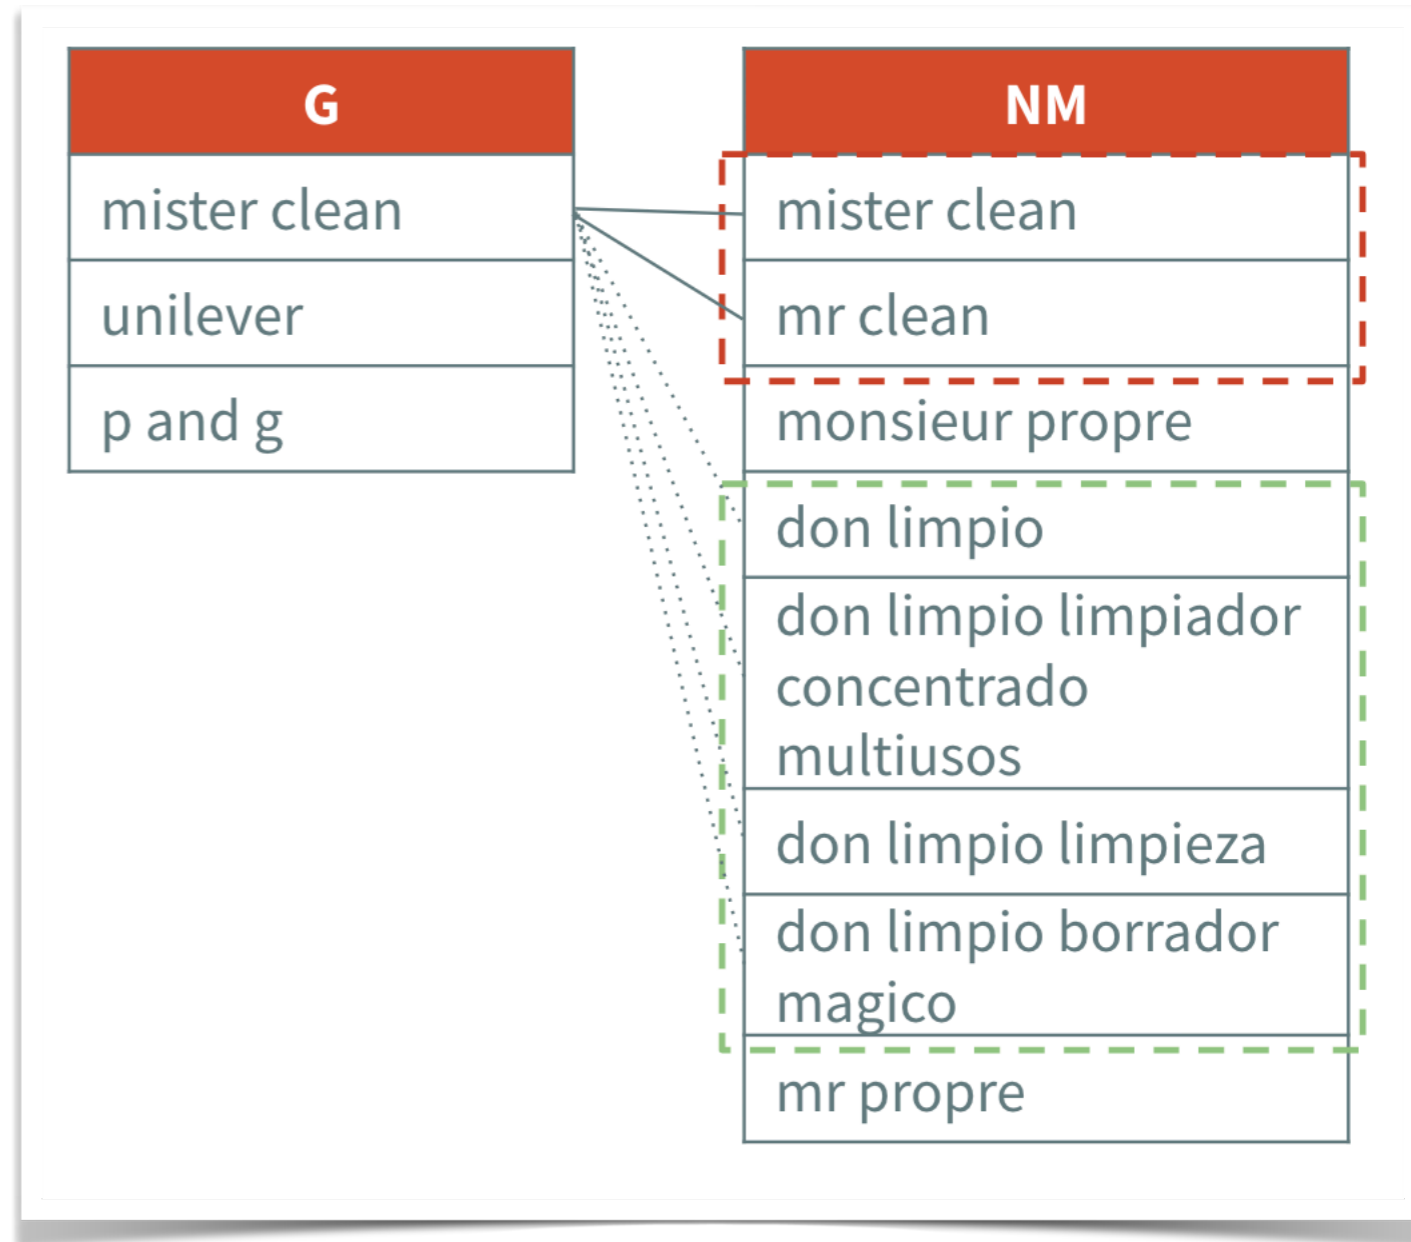 G
mister clean
unilever
p and g
NM
mister clean
mr clean
monsieur propre
don limpio
don limpio limpiador
concentrado
multiusos
don limpio limpieza
don limpio borrador
magico
mr propre